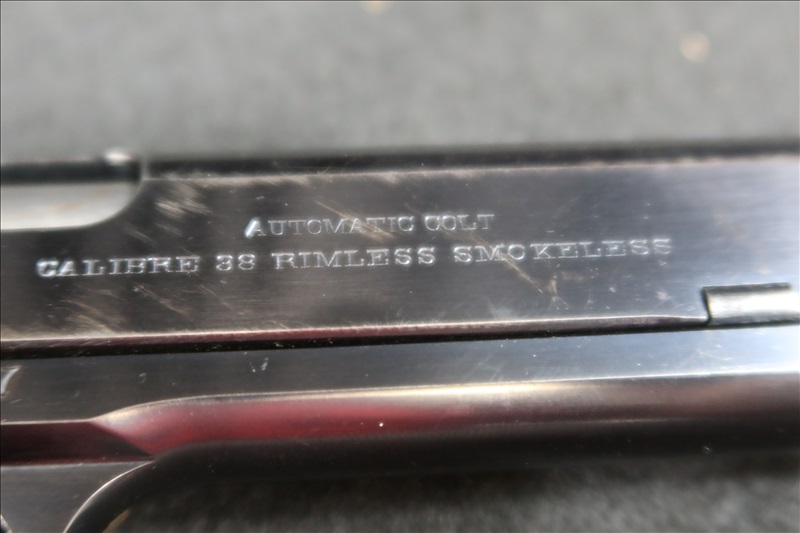 AUTOMATIC COLT
CALIBRE 38 RIMLESS SMOKELESS